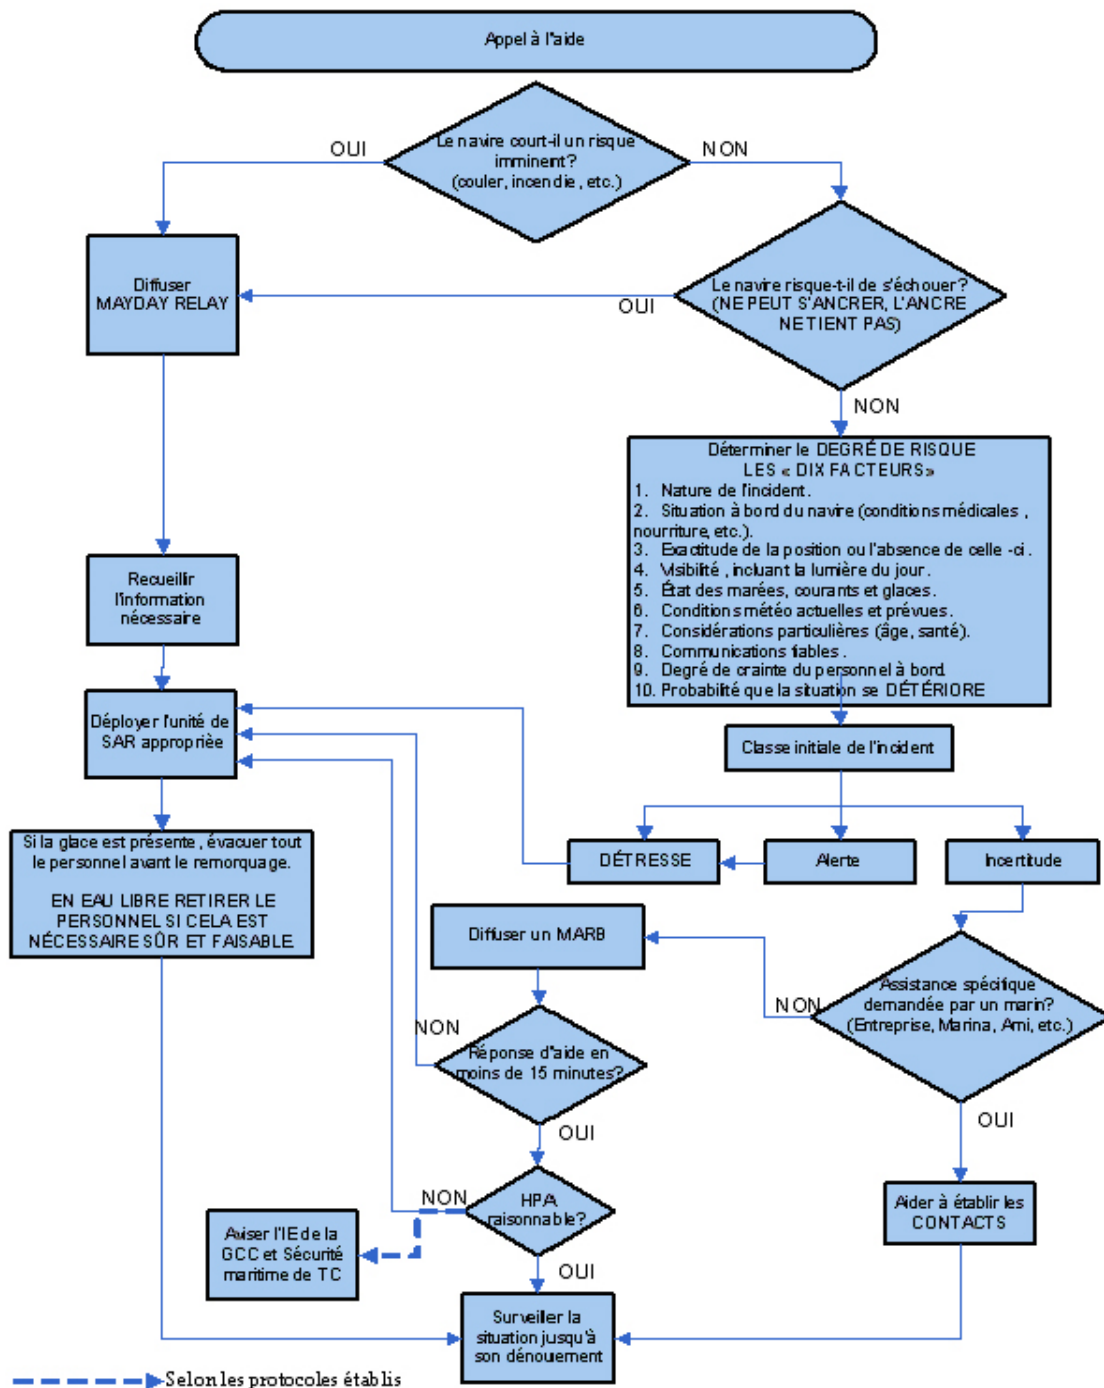 Appel à l'aide
Le navire court-il un risque
imminent?
(couler, incendie, etc.)
OUI
NON
Diffuser
MAYDAY RELAY
Le navire risque-t-il de s'échouer?
(NE PEUT S'ANCRER, L'ANCRE
NE TIENT PAS)
OUI
NON
Déterminer le DEGRÉ DE RISQUE
LES « DIX FACTEURS»
1. Nature de l'incident.
2. Situation à bord du navire (conditions médicales,
nourriture, etc.).
3. Exactitude de la position ou l'absence de celle-ci.
4. Visibilité, incluant la lumière du jour.
5. État des marées, courants et glaces.
6. Conditions météo actuelles et prévues.
7. Considérations particulières (âge, santé).
8. Communications fiables.
9. Degré de crainte du personnel à bord.
10. Probabilité que la situation se DÉTÉRIORE
Recueillir
l'information
nécessaire
Déployer l'unité de
SAR appropriée
Classe initiale de l'incident
Si la glace est présente, évacuer tout
le personnel avant le remorquage.
EN EAU LIBRE RETIRER LE
PERSONNEL SI CELA EST
NÉCESSAIRE SÛR ET FAISABLE.
DÉTRESSE
Alerte
Incertitude
Diffuser un MARB
Assistance spécifique
demandée par un marin?
(Entreprise, Marina, Ami, etc.)
NON
NON
Réponse d'aide en
moins de 15 minutes?
OUI
OUI
HPA
raisonnable?
NON
Aviser l'IE de la
GCC et Sécurité
maritime de TC
Aider à établir les
CONTACTS
OUI
Surveiller la
situation jusqu'à
son dénouement
Selon les protocoles établis